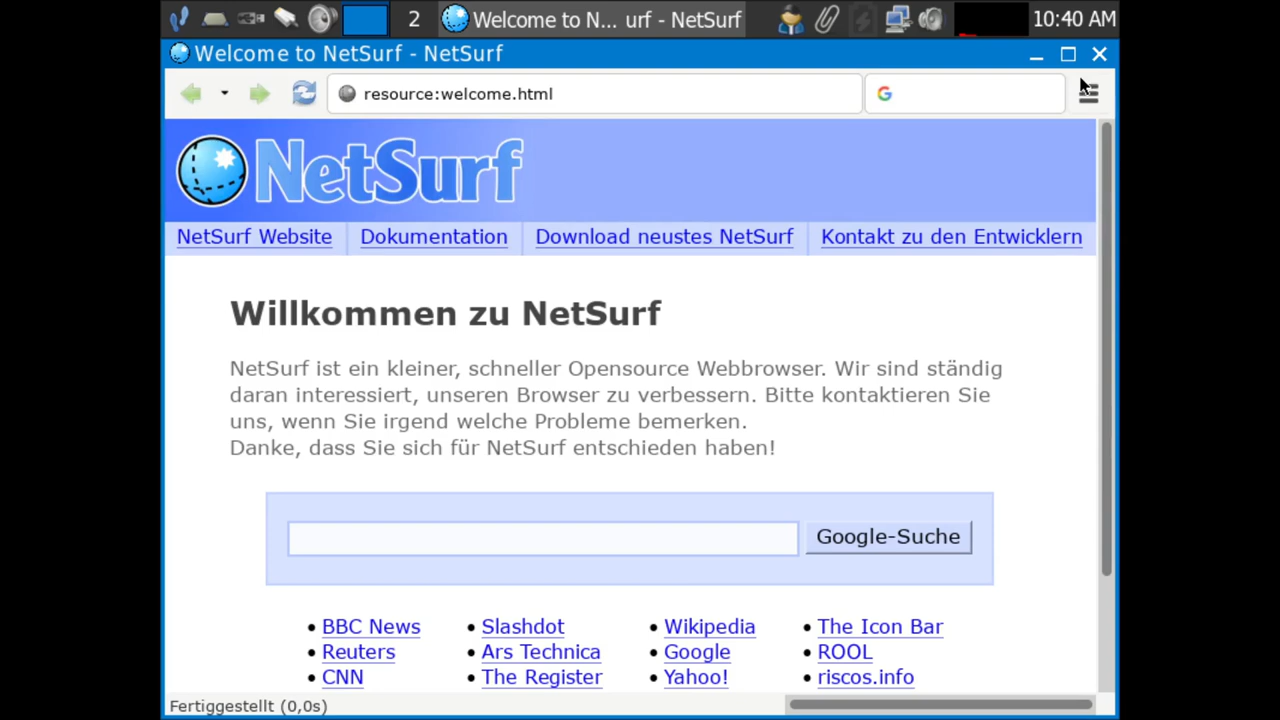 2
Welcome to N... urf - NetSurf
10:40 AM
Welcome to NetSurf - NetSurf
resource:welcome.html
NetSurf
NetSurf Website
Dokumentation
Download neustes NetSurf
Kontakt zu den Entwicklern
Willkommen zu NetSurf
NetSurf ist ein kleiner, schneller Opensource Webbrowser. Wir sind ständig
daran interessiert, unseren Browser zu verbessern. Bitte kontaktieren Sie
uns, wenn Sie irgend welche Probleme bemerken.
Danke, dass Sie sich für NetSurf entschieden haben!
Google-Suche
BBC News
Slashdot
Wikipedia
The Icon Bar
Reuters
Ars Technica
Google
ROOL
CNN
The Register
Yahoo!
riscos.info
Fertiggestellt (0,0s)